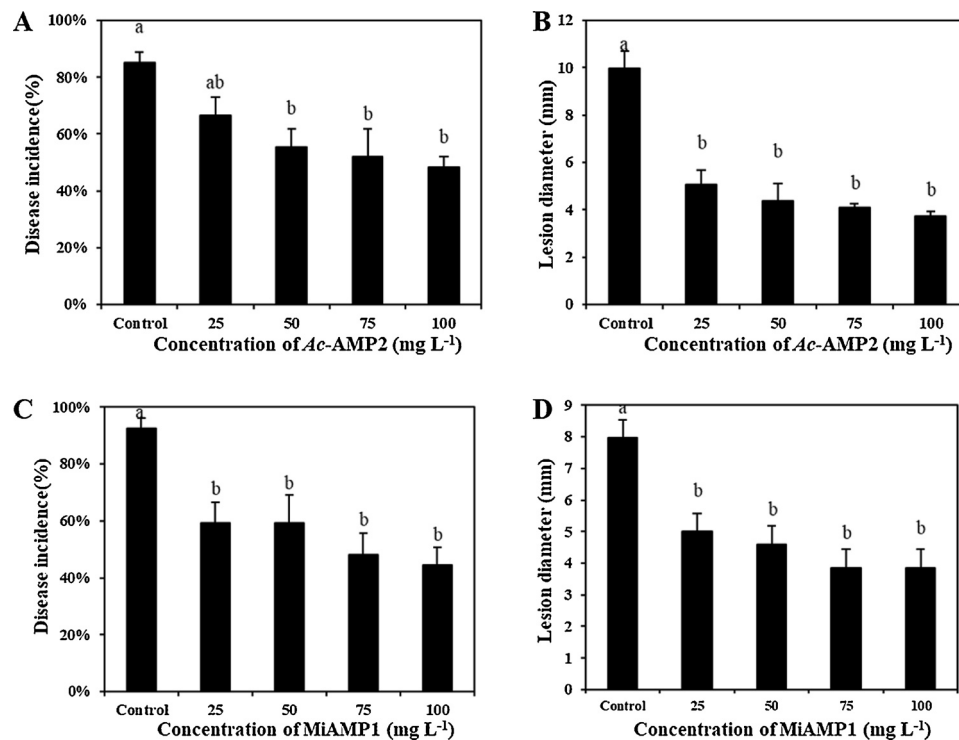 A
Disease incidence(%)
100%
80%
60%
40%
20%
0%
a
ab
b
b
b
Control 25 50 75 100
Concentration of Ac-AMP2 (mg L-1)
B
Lesion diameter (mm)
12
10
8
6
4
2
0
a
b
b
b
b
Control 25 50 75 100
Concentration of Ac-AMP2 (mg L-1)
C
Disease incidence(%)
100%
80%
60%
40%
20%
0%
a
b
b
b
b
Control 25 50 75 100
Concentration of MiAMP1 (mg L-1)
D
Lesion diameter (mm)
9
8
7
6
5
4
3
2
1
0
a
b
b
b
b
Control 25 50 75 100
Concentration of MiAMP1 (mg L-1)